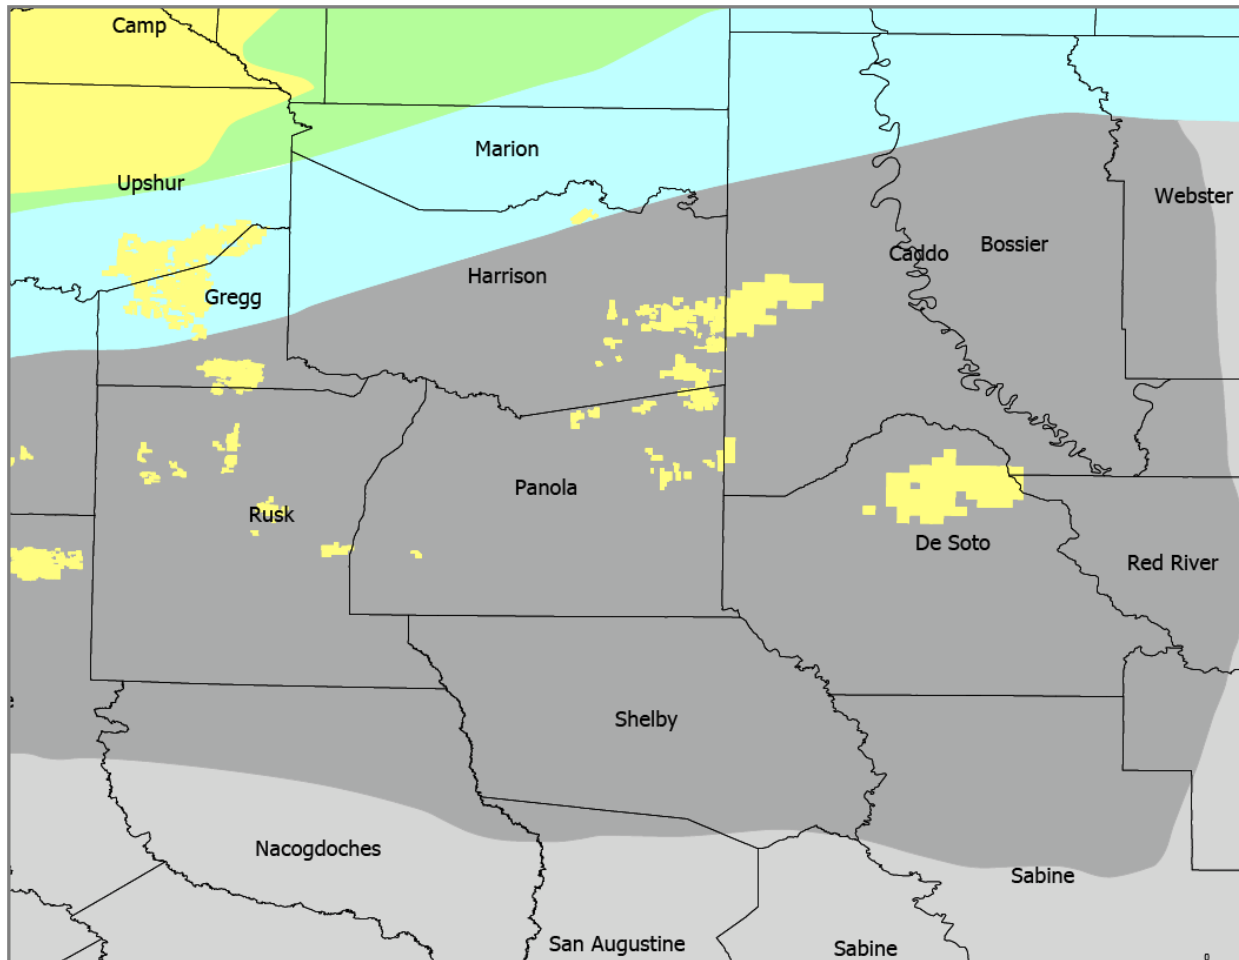 Camp
Marion
Upshur
Webster
Bossier
Caddo
Harrison
Gregg
Panola
Rusk
De Soto
Red River
Shelby
Nacogdoches
Sabine
San Augustine
Sabine